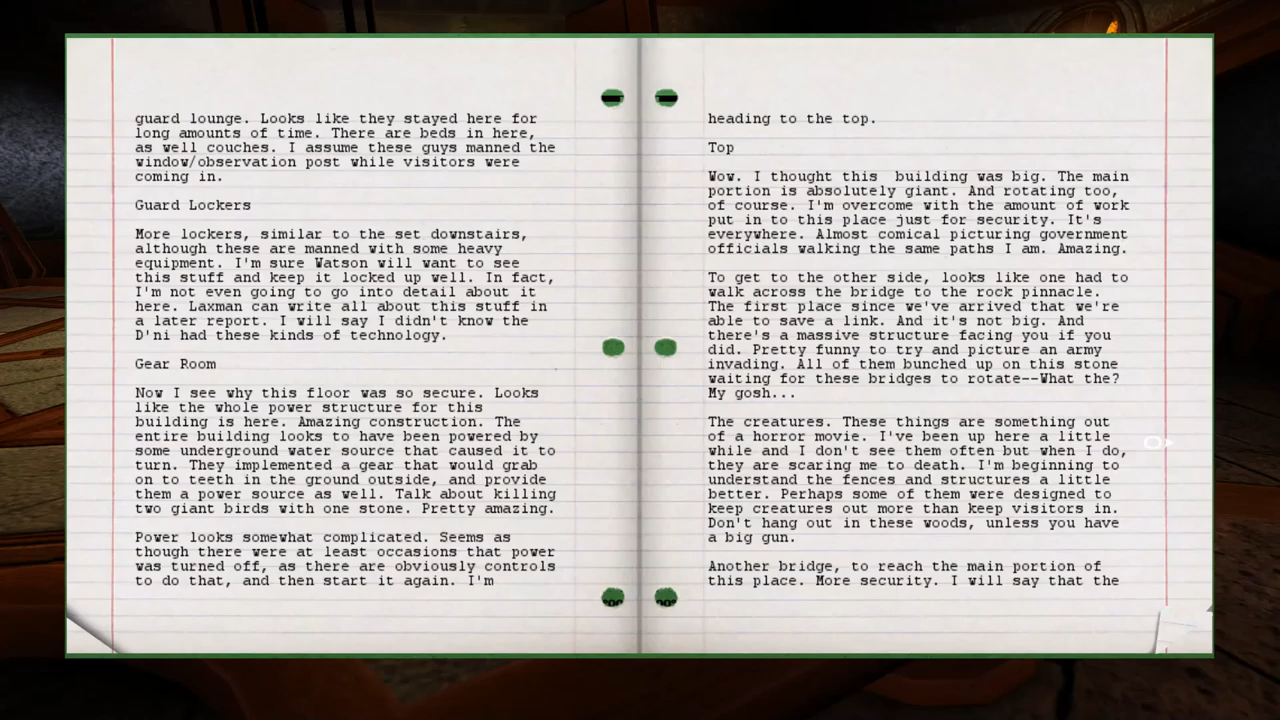 guard lounge. Looks like they stayed here for
long amounts of time. There are beds in here,
as well couches. I assume these guys manned the
window/observation post while visitors were
coming in.
Guard Lockers
More lockers, similar to the set downstairs,
although these are manned with some heavy
equipment. I'm sure Watson will want to see
this stuff and keep it locked up well. In fact,
I'm not even going to go into detail about it
here. Laxman can write all about this stuff in
a later report. I will say I didn't know the
D'ni had these kinds of technology.
Gear Room
Now I see why this floor was so secure. Looks
like the whole power structure for this
building is here. Amazing construction. The
entire building looks to have been powered by
some underground water source that caused it to
turn. They implemented a gear that would grab
on to teeth in the ground outside, and provide
them a power source as well. Talk about killing
two giant birds with one stone. Pretty amazing.
Power looks somewhat complicated. Seems as
though there were at least occasions that power
was turned off, as there are obviously controls
to do that, and then start it again. I'm
heading to the top.
Top
Wow. I thought this  building was big. The main
portion is absolutely giant. And rotating too,
of course. I'm overcome with the amount of work
put in to this place just for security. It's
everywhere. Almost comical picturing government
officials walking the same paths I am. Amazing.
To get to the other side, looks like one had to
walk across the bridge to the rock pinnacle.
The first place since we've arrived that we're
able to save a link. And it's not big. And
there's a massive structure facing you if you
did. Pretty funny to try and picture an army
invading. All of them bunched up on this stone
waiting for these bridges to rotate--What the?
My gosh...
The creatures. These things are something out
of a horror movie. I've been up here a little
while and I don't see them often but when I do,
they are scaring me to death. I'm beginning to
understand the fences and structures a little
better. Perhaps some of them were designed to
keep creatures out more than keep visitors in.
Don't hang out in these woods, unless you have
a big gun.
Another bridge, to reach the main portion of
this place. More security. I will say that the